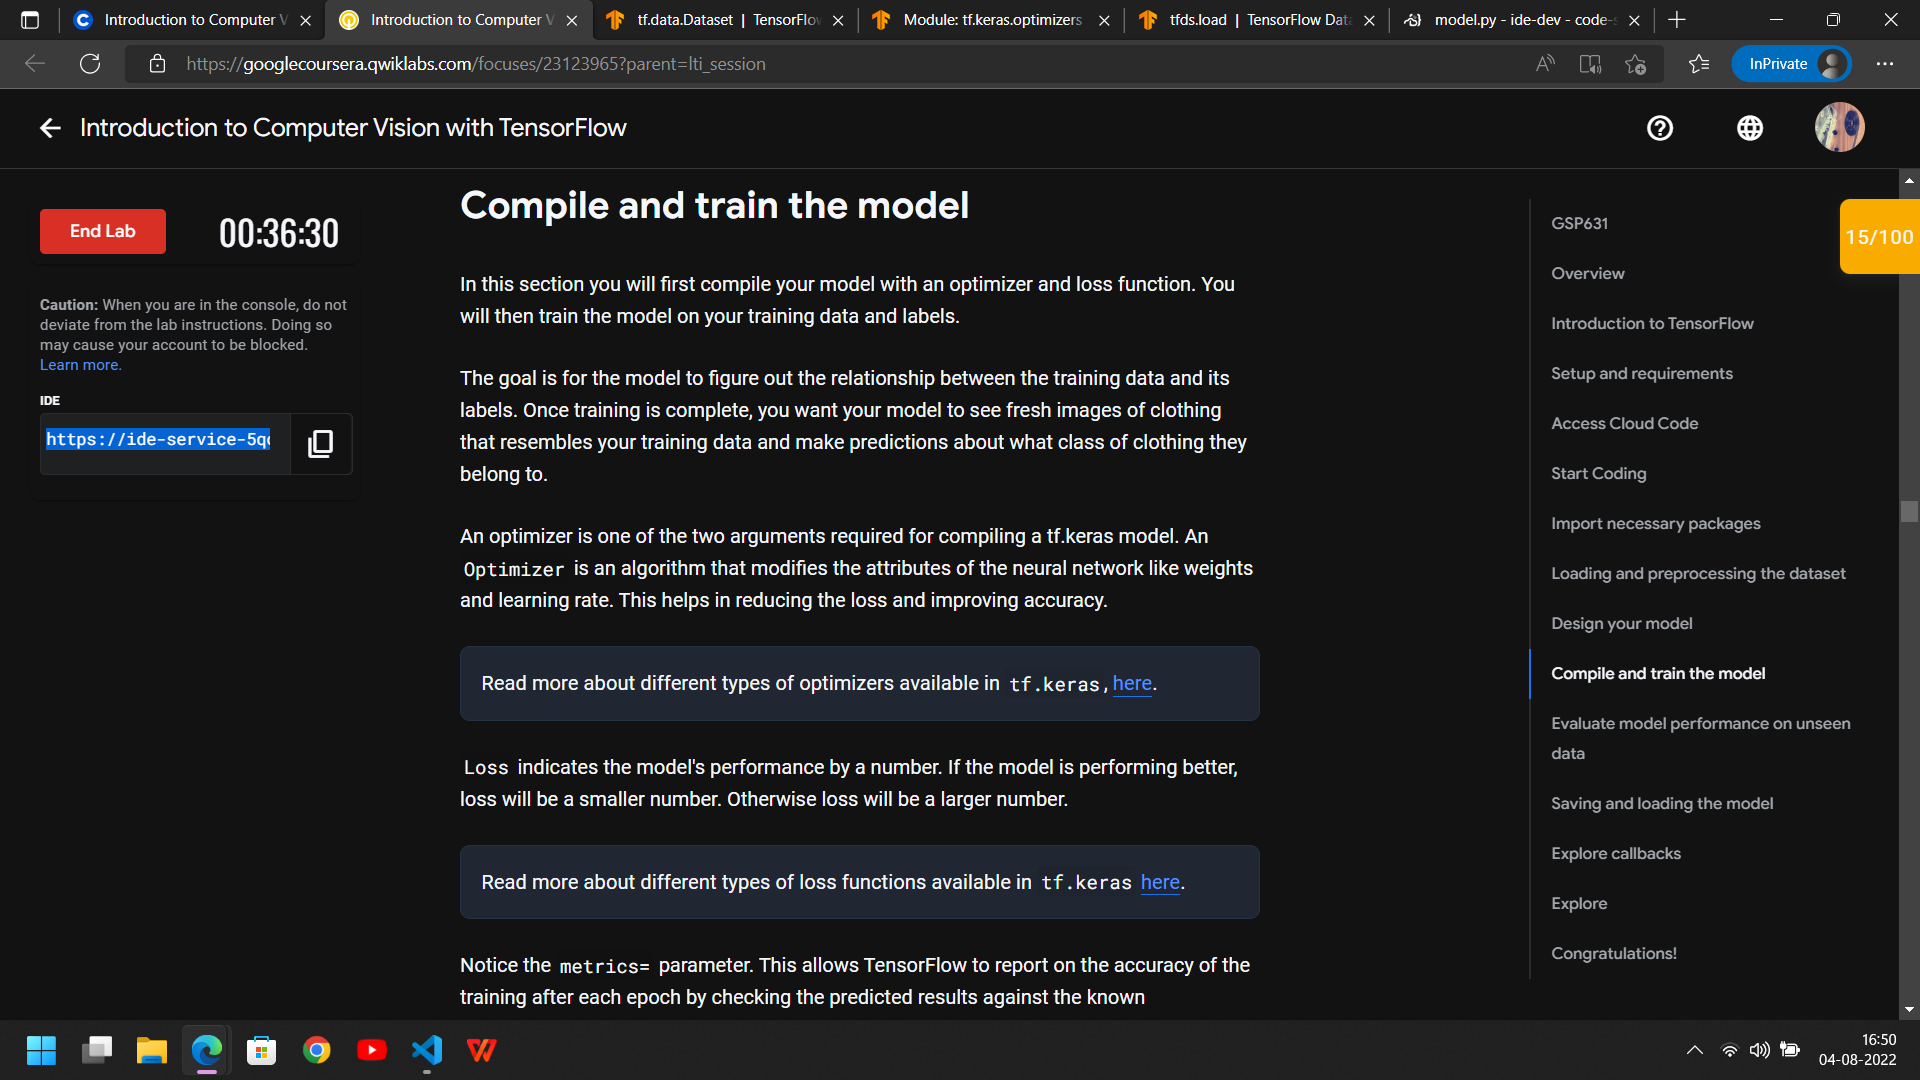 Introduction to Computer V
Introduction to Computer V
tf.data.Dataset | TensorFlow
Module: tf.keras.optimizers
tfds.load | TensorFlow Data
model.py - ide-dev - code-s
https://googlecoursera.qwiklabs.com/focuses/23123965?parent=lti_session
InPrivate
Introduction to Computer Vision with TensorFlow
End Lab
00:36:30
Caution: When you are in the console, do not
deviate from the lab instructions. Doing so
may cause your account to be blocked.
Learn more.
IDE
https://ide-service-5q
Compile and train the model
In this section you will first compile your model with an optimizer and loss function. You
will then train the model on your training data and labels.
The goal is for the model to figure out the relationship between the training data and its
labels. Once training is complete, you want your model to see fresh images of clothing
that resembles your training data and make predictions about what class of clothing they
belong to.
An optimizer is one of the two arguments required for compiling a tf.keras model. An
Optimizer is an algorithm that modifies the attributes of the neural network like weights
and learning rate. This helps in reducing the loss and improving accuracy.
Read more about different types of optimizers available in tf.keras, here.
Loss indicates the model's performance by a number. If the model is performing better,
loss will be a smaller number. Otherwise loss will be a larger number.
Read more about different types of loss functions available in tf.keras here.
Notice the metrics= parameter. This allows TensorFlow to report on the accuracy of the
training after each epoch by checking the predicted results against the known
GSP631
Overview
Introduction to TensorFlow
Setup and requirements
Access Cloud Code
Start Coding
Import necessary packages
Loading and preprocessing the dataset
Design your model
Compile and train the model
Evaluate model performance on unseen
data
Saving and loading the model
Explore callbacks
Explore
Congratulations!
15/100
16:50
04-08-2022